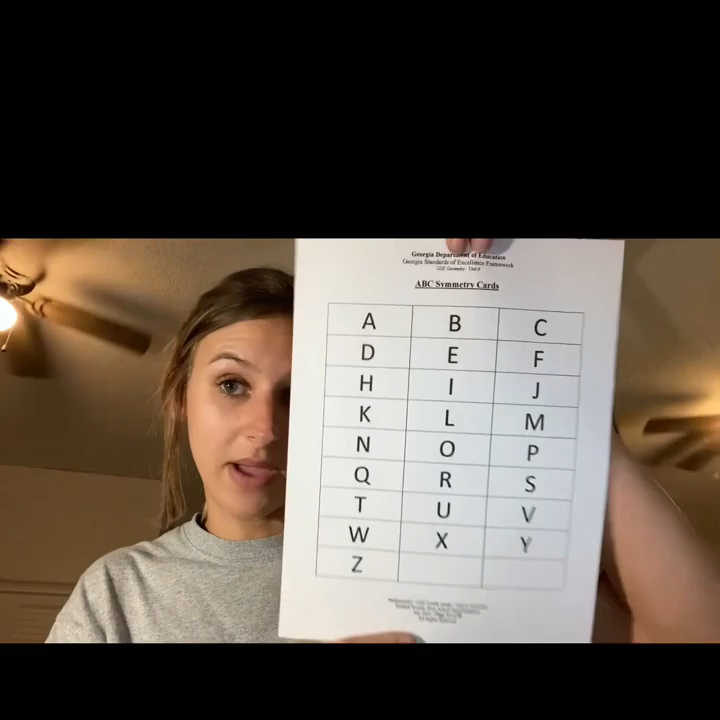 Georgia Department of Education
Georgia Standards of Excellence Framework
ABC Symmetry Cards
A B C
D E F
H I J
K L M
N O P
Q R S
T U V
W X Y
Z